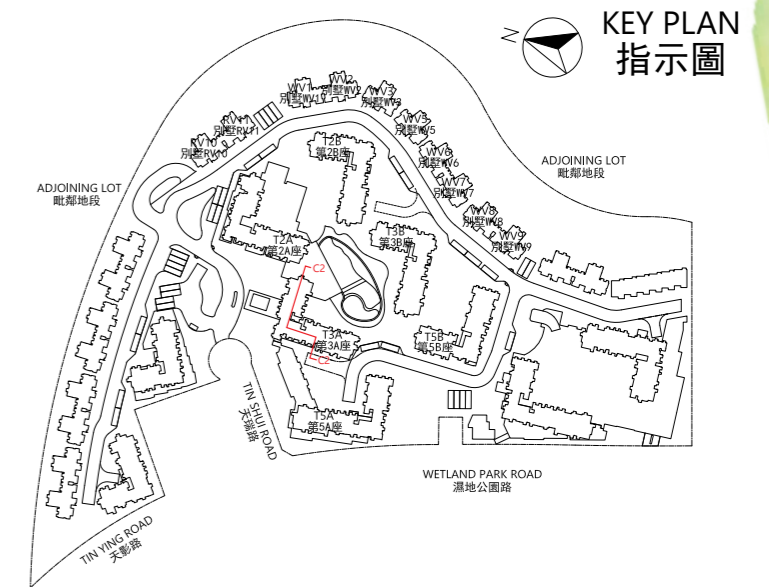 KEY PLAN
指示圖
N
WV1
別墅WV1
WV2
別墅WV2
WV3
別墅WV3
RV11
別墅RV11
WV5
別墅WV5
RV10
別墅RV10
T2B
第2B座
WV6
別墅WV6
ADJOINING LOT
毗鄰地段
ADJOINING LOT
毗鄰地段
WV7
別墅WV7
WV8
別墅WV8
WV9
別墅WV9
T2A
第2A座
T3B
第3B座
C2
T3A
第3A座
T5B
第5B座
C2
TIN SHUI ROAD
天瑞路
T5A
第5A座
WETLAND PARK ROAD
濕地公園路
TIN YING ROAD
天影路